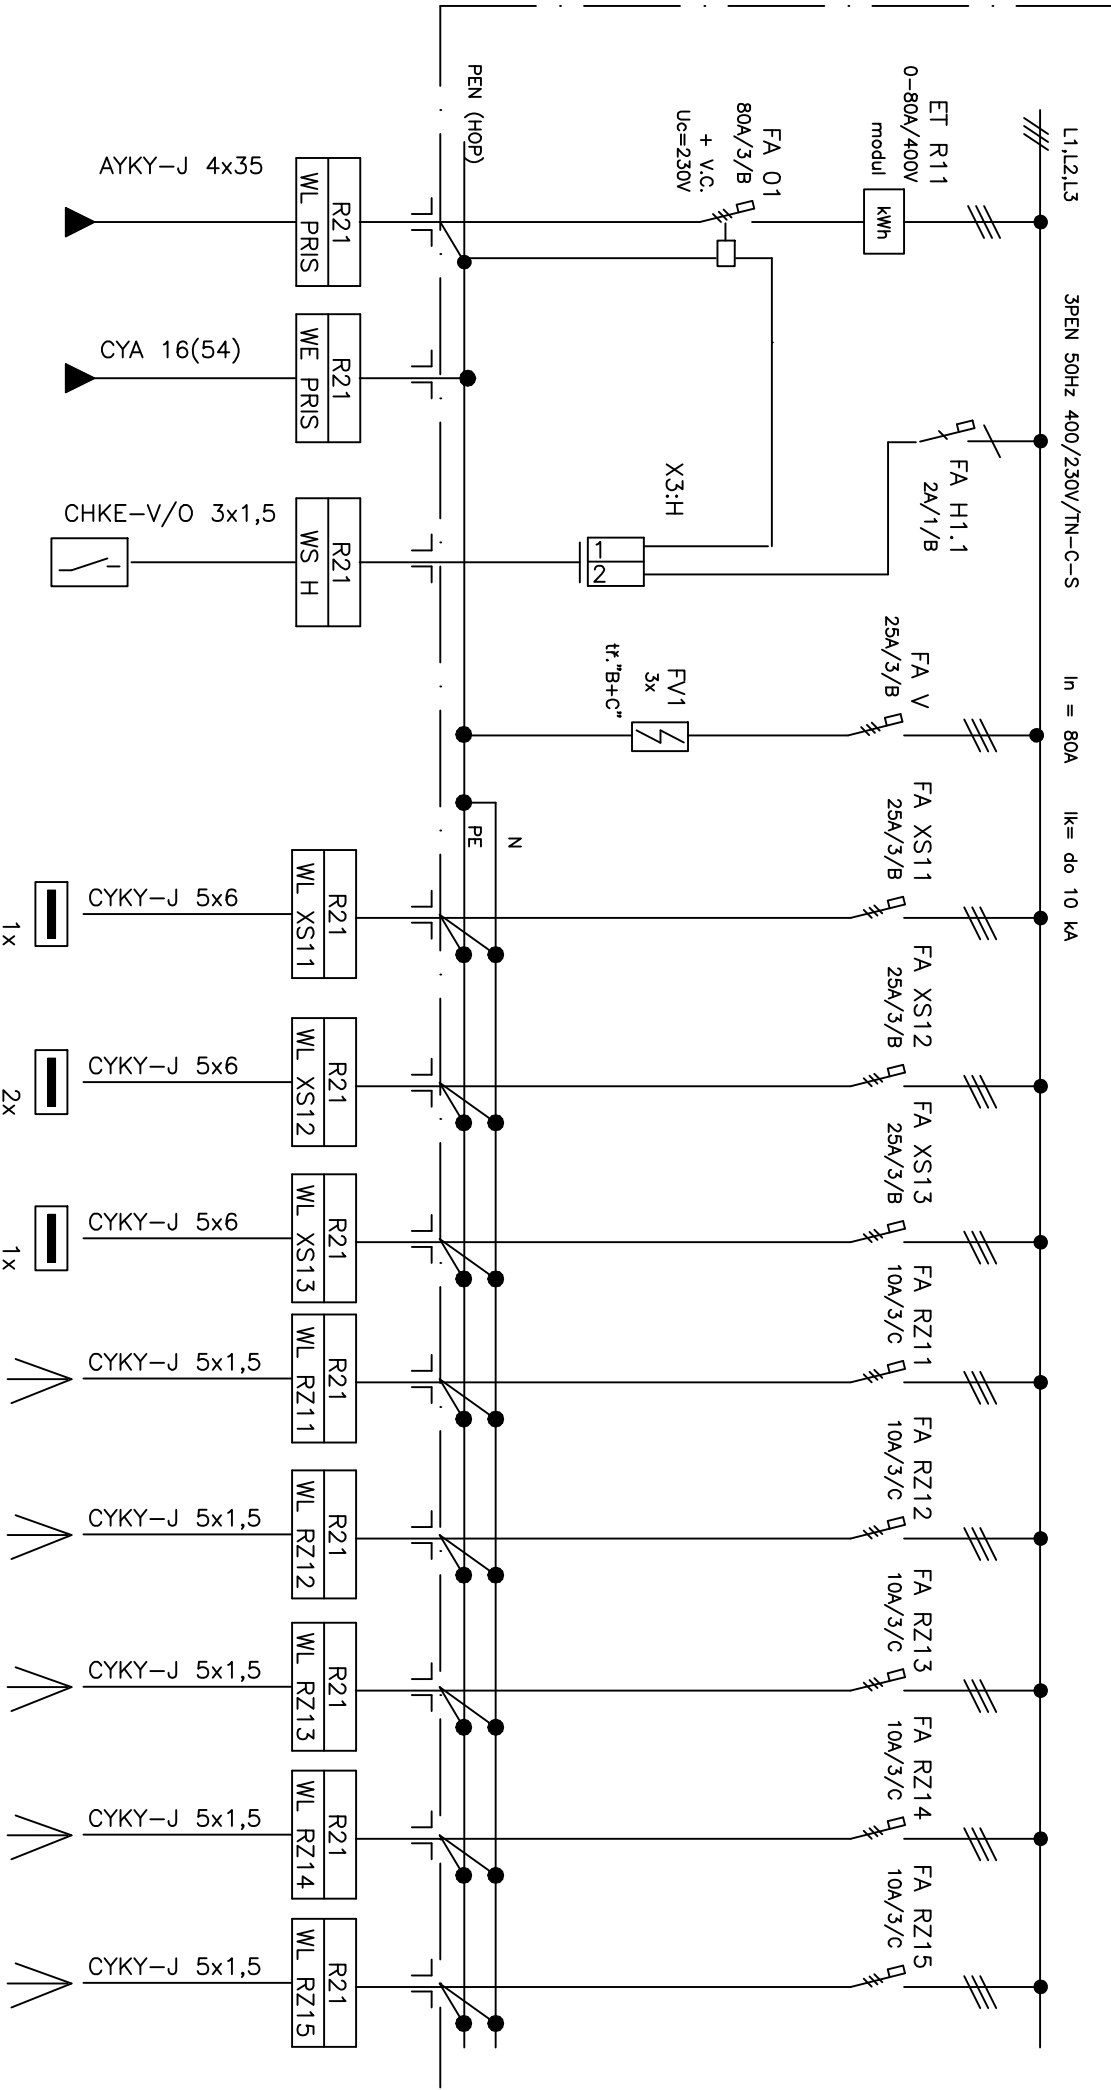 L1,L2,L3
3PEN 50Hz 400/230V/TN-C-S
In = 80A
Ik= do 10 kA
ET R11
0-80A/400V
modul
kWh
FA 01
80A/3/B
+ V.C.
Uc=230V
FA H1.1
2A/1/B
X3:H
1
2
FA V
25A/3/B
FV1
3x
tř."B+C"
FA XS11
25A/3/B
FA XS12
25A/3/B
FA XS13
25A/3/B
FA RZ11
10A/3/C
FA RZ12
10A/3/C
FA RZ13
10A/3/C
FA RZ14
10A/3/C
FA RZ15
10A/3/C
PEN (HOP)
N
PE
R21
WL PRIS
AYKY-J 4x35
R21
WE PRIS
CYA 16(54)
R21
WS H
CHKE-V/O 3x1,5
R21
WL XS11
CYKY-J 5x6
1x
R21
WL XS12
CYKY-J 5x6
2x
R21
WL XS13
CYKY-J 5x6
1x
R21
WL RZ11
CYKY-J 5x1,5
R21
WL RZ12
CYKY-J 5x1,5
R21
WL RZ13
CYKY-J 5x1,5
R21
WL RZ14
CYKY-J 5x1,5
R21
WL RZ15
CYKY-J 5x1,5